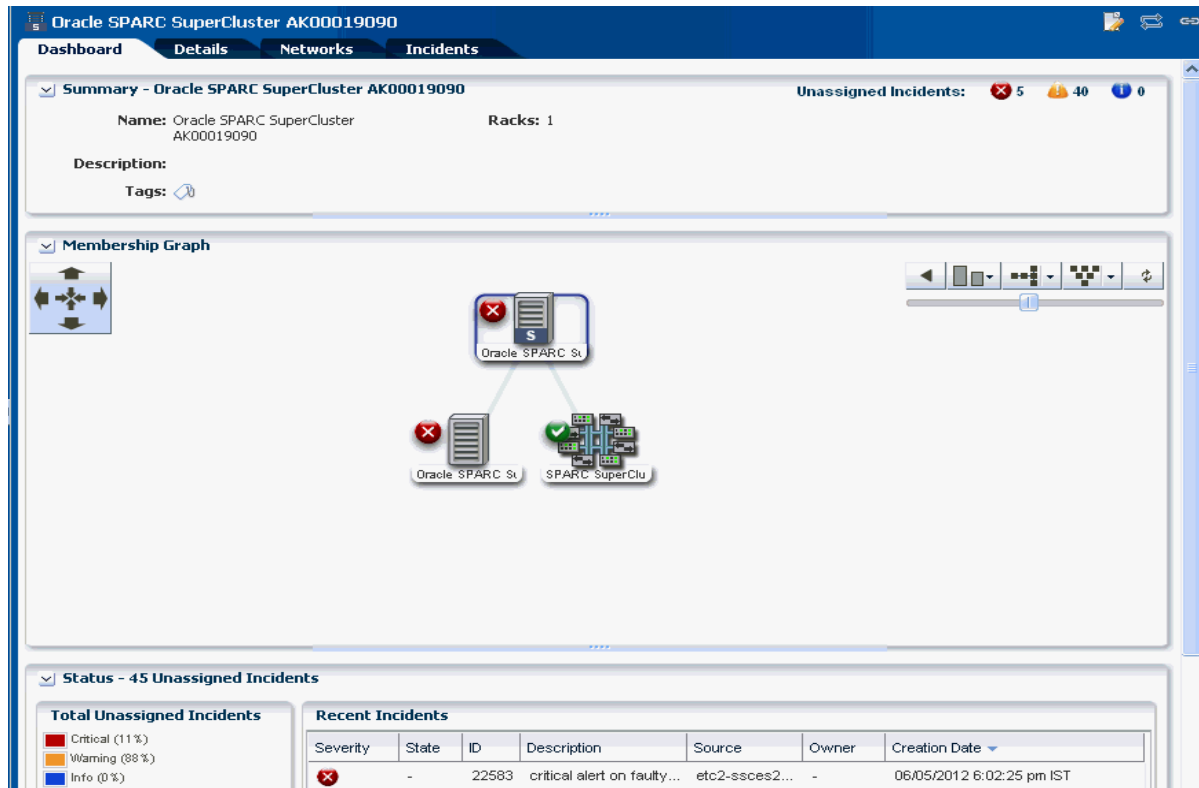 Oracle SPARC SuperCluster AK00019090
Dashboard Details Networks Incidents
Summary - Oracle SPARC SuperCluster AK00019090
Unassigned Incidents: 5 40 0
Name: Oracle SPARC SuperCluster AK00019090
Racks: 1
Description:
Tags:
Membership Graph
S
Oracle SPARC Su
Oracle SPARC Su
SPARC SuperClu
Status - 45 Unassigned Incidents
Total Unassigned Incidents
Critical (11%)
Warning (88%)
Info (0%)
Recent Incidents
Severity State ID Description Source Owner Creation Date
- 22583 critical alert on faulty... etc2-ssces2... - 06/05/2012 6:02:25 pm IST